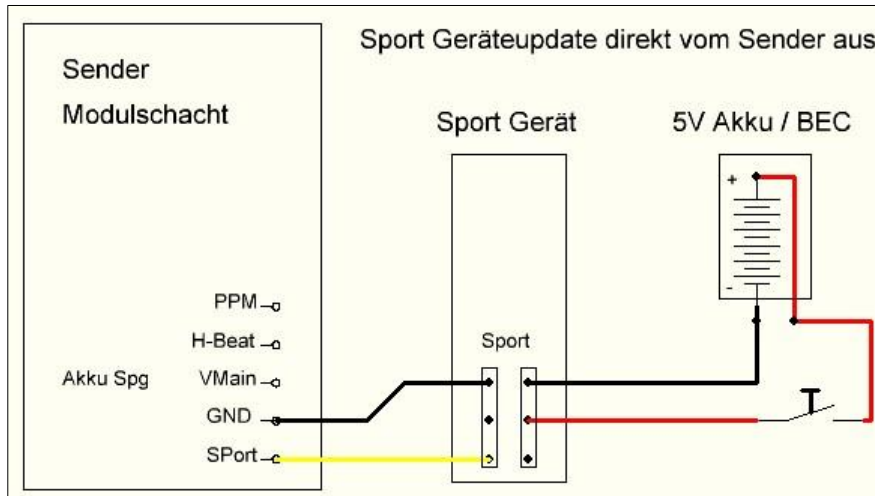 Sport Geräteupdate direkt vom Sender aus
Sender
Modulschacht
Sport Gerät
5V Akku / BEC
+
-
PPM
H-Beat
Sport
Akku Spg VMain
GND
SPort